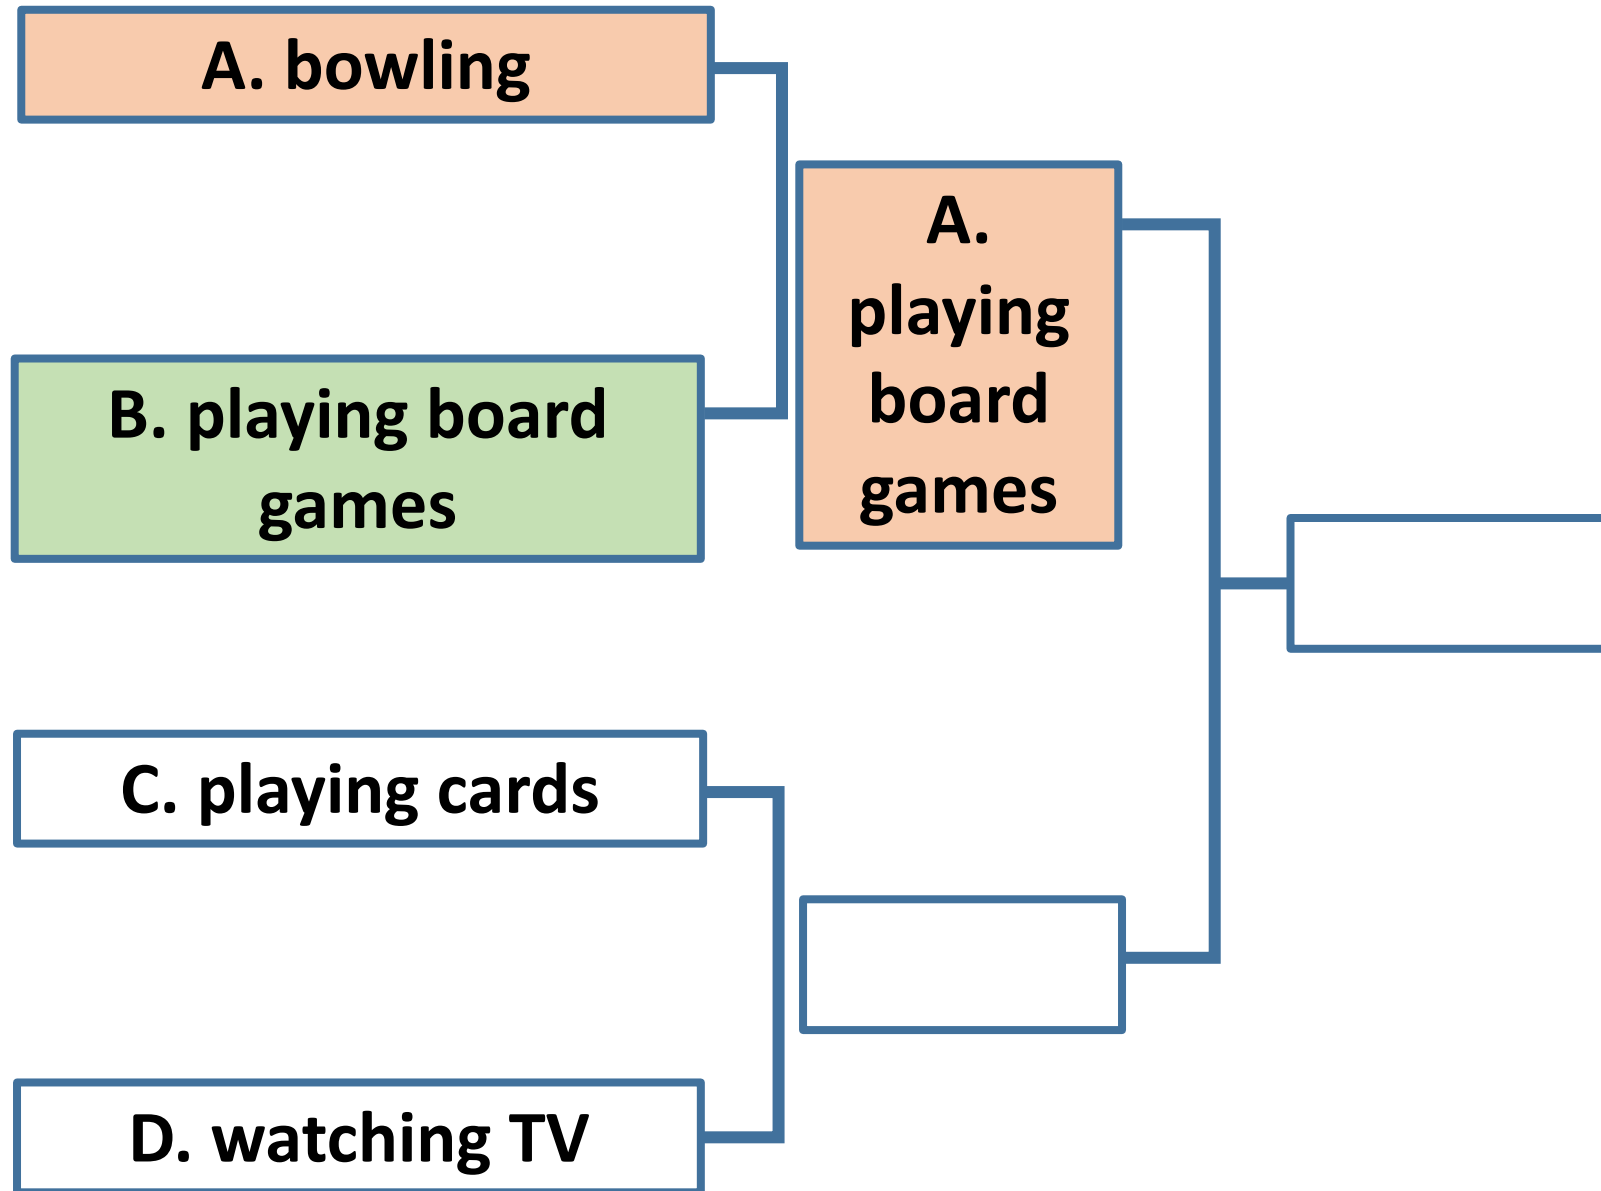 A. bowling
B. playing board
games
A.
playing
board
games
C. playing cards
D. watching TV